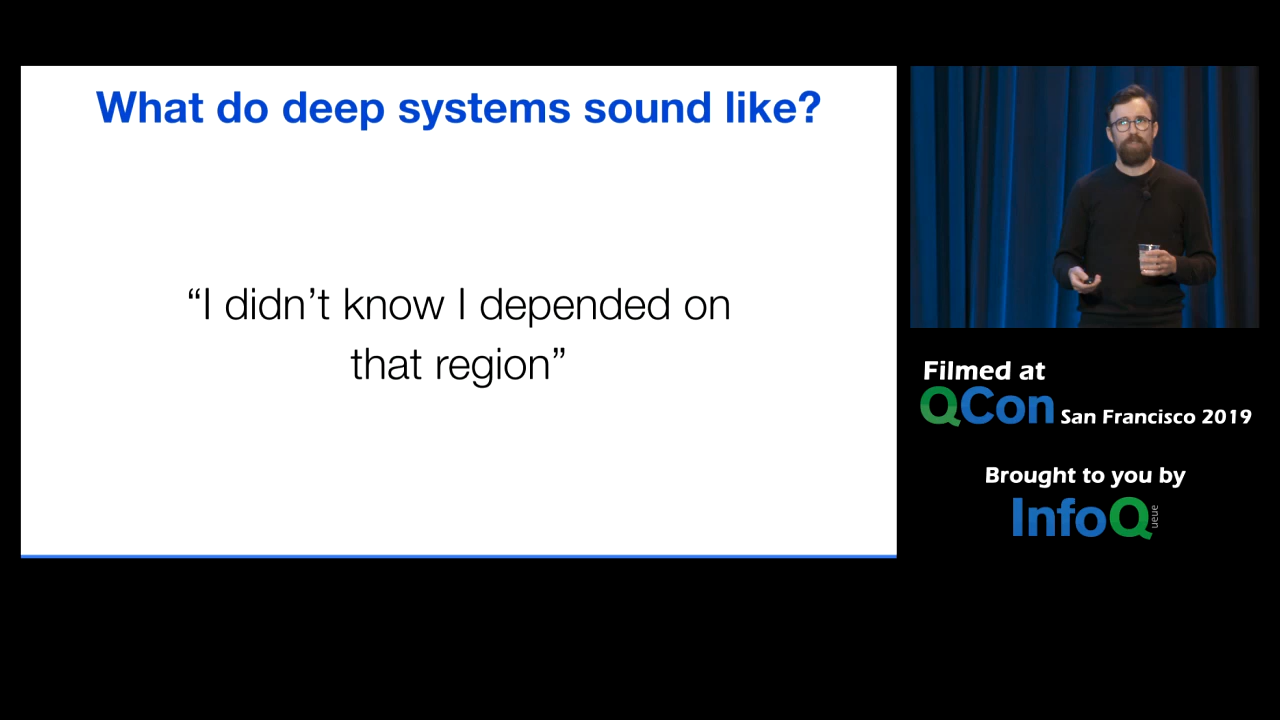 What do deep systems sound like?
“I didn’t know I depended on
that region”
Filmed at
QCon San Francisco 2019
Brought to you by
InfoQ
ueue